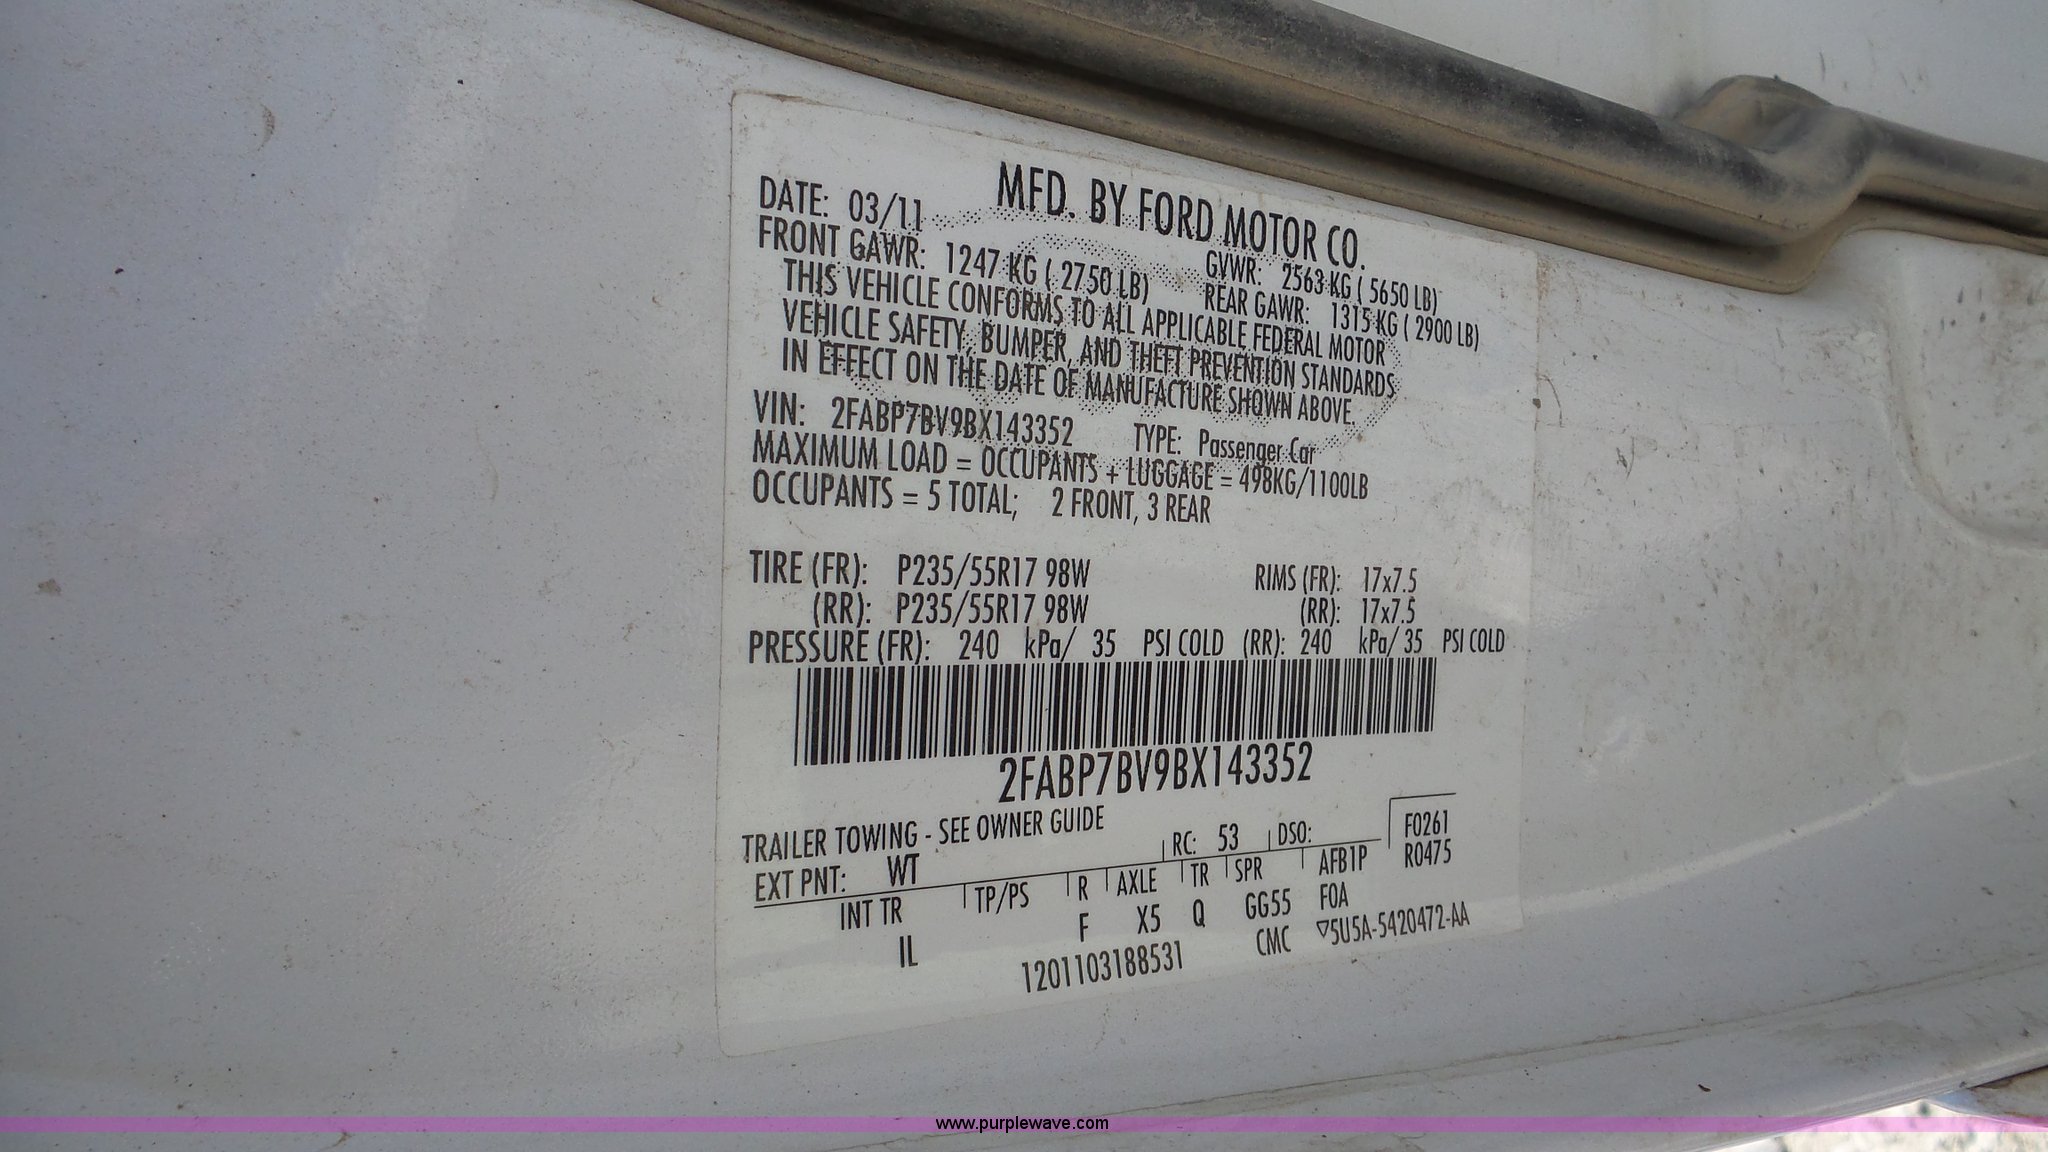 MFD. BY FORD MOTOR CO.
DATE: 03/11 GVWR: 2563 KG ( 5650 LB)
FRONT GAWR: 1247 KG ( 2750 LB) REAR GAWR: 1315 KG ( 2900 LB)
THIS VEHICLE CONFORMS TO ALL APPLICABLE FEDERAL MOTOR
VEHICLE SAFETY, BUMPER, AND THEFT PREVENTION STANDARDS
IN EFFECT ON THE DATE OF MANUFACTURE SHOWN ABOVE.
VIN: 2FABP7BV9BX143352 TYPE: Passenger Car
MAXIMUM LOAD = OCCUPANTS + LUGGAGE = 498KG/1100LB
OCCUPANTS = 5 TOTAL; 2 FRONT, 3 REAR
TIRE (FR): P235/55R17 98W RIMS (FR): 17x7.5
(RR): P235/55R17 98W (RR): 17x7.5
PRESSURE (FR): 240 kPa/ 35 PSI COLD (RR): 240 kPa/ 35 PSI COLD
2FABP7BV9BX143352
TRAILER TOWING - SEE OWNER GUIDE
EXT PNT: WT RC: 53 DSO: F0261
R0475
INT TR TP/PS R AXLE TR SPR AFB1P
IL F X5 Q GG55 FOA
1201103188531 CMC ▽5U5A-5420472-AA
www.purplewave.com